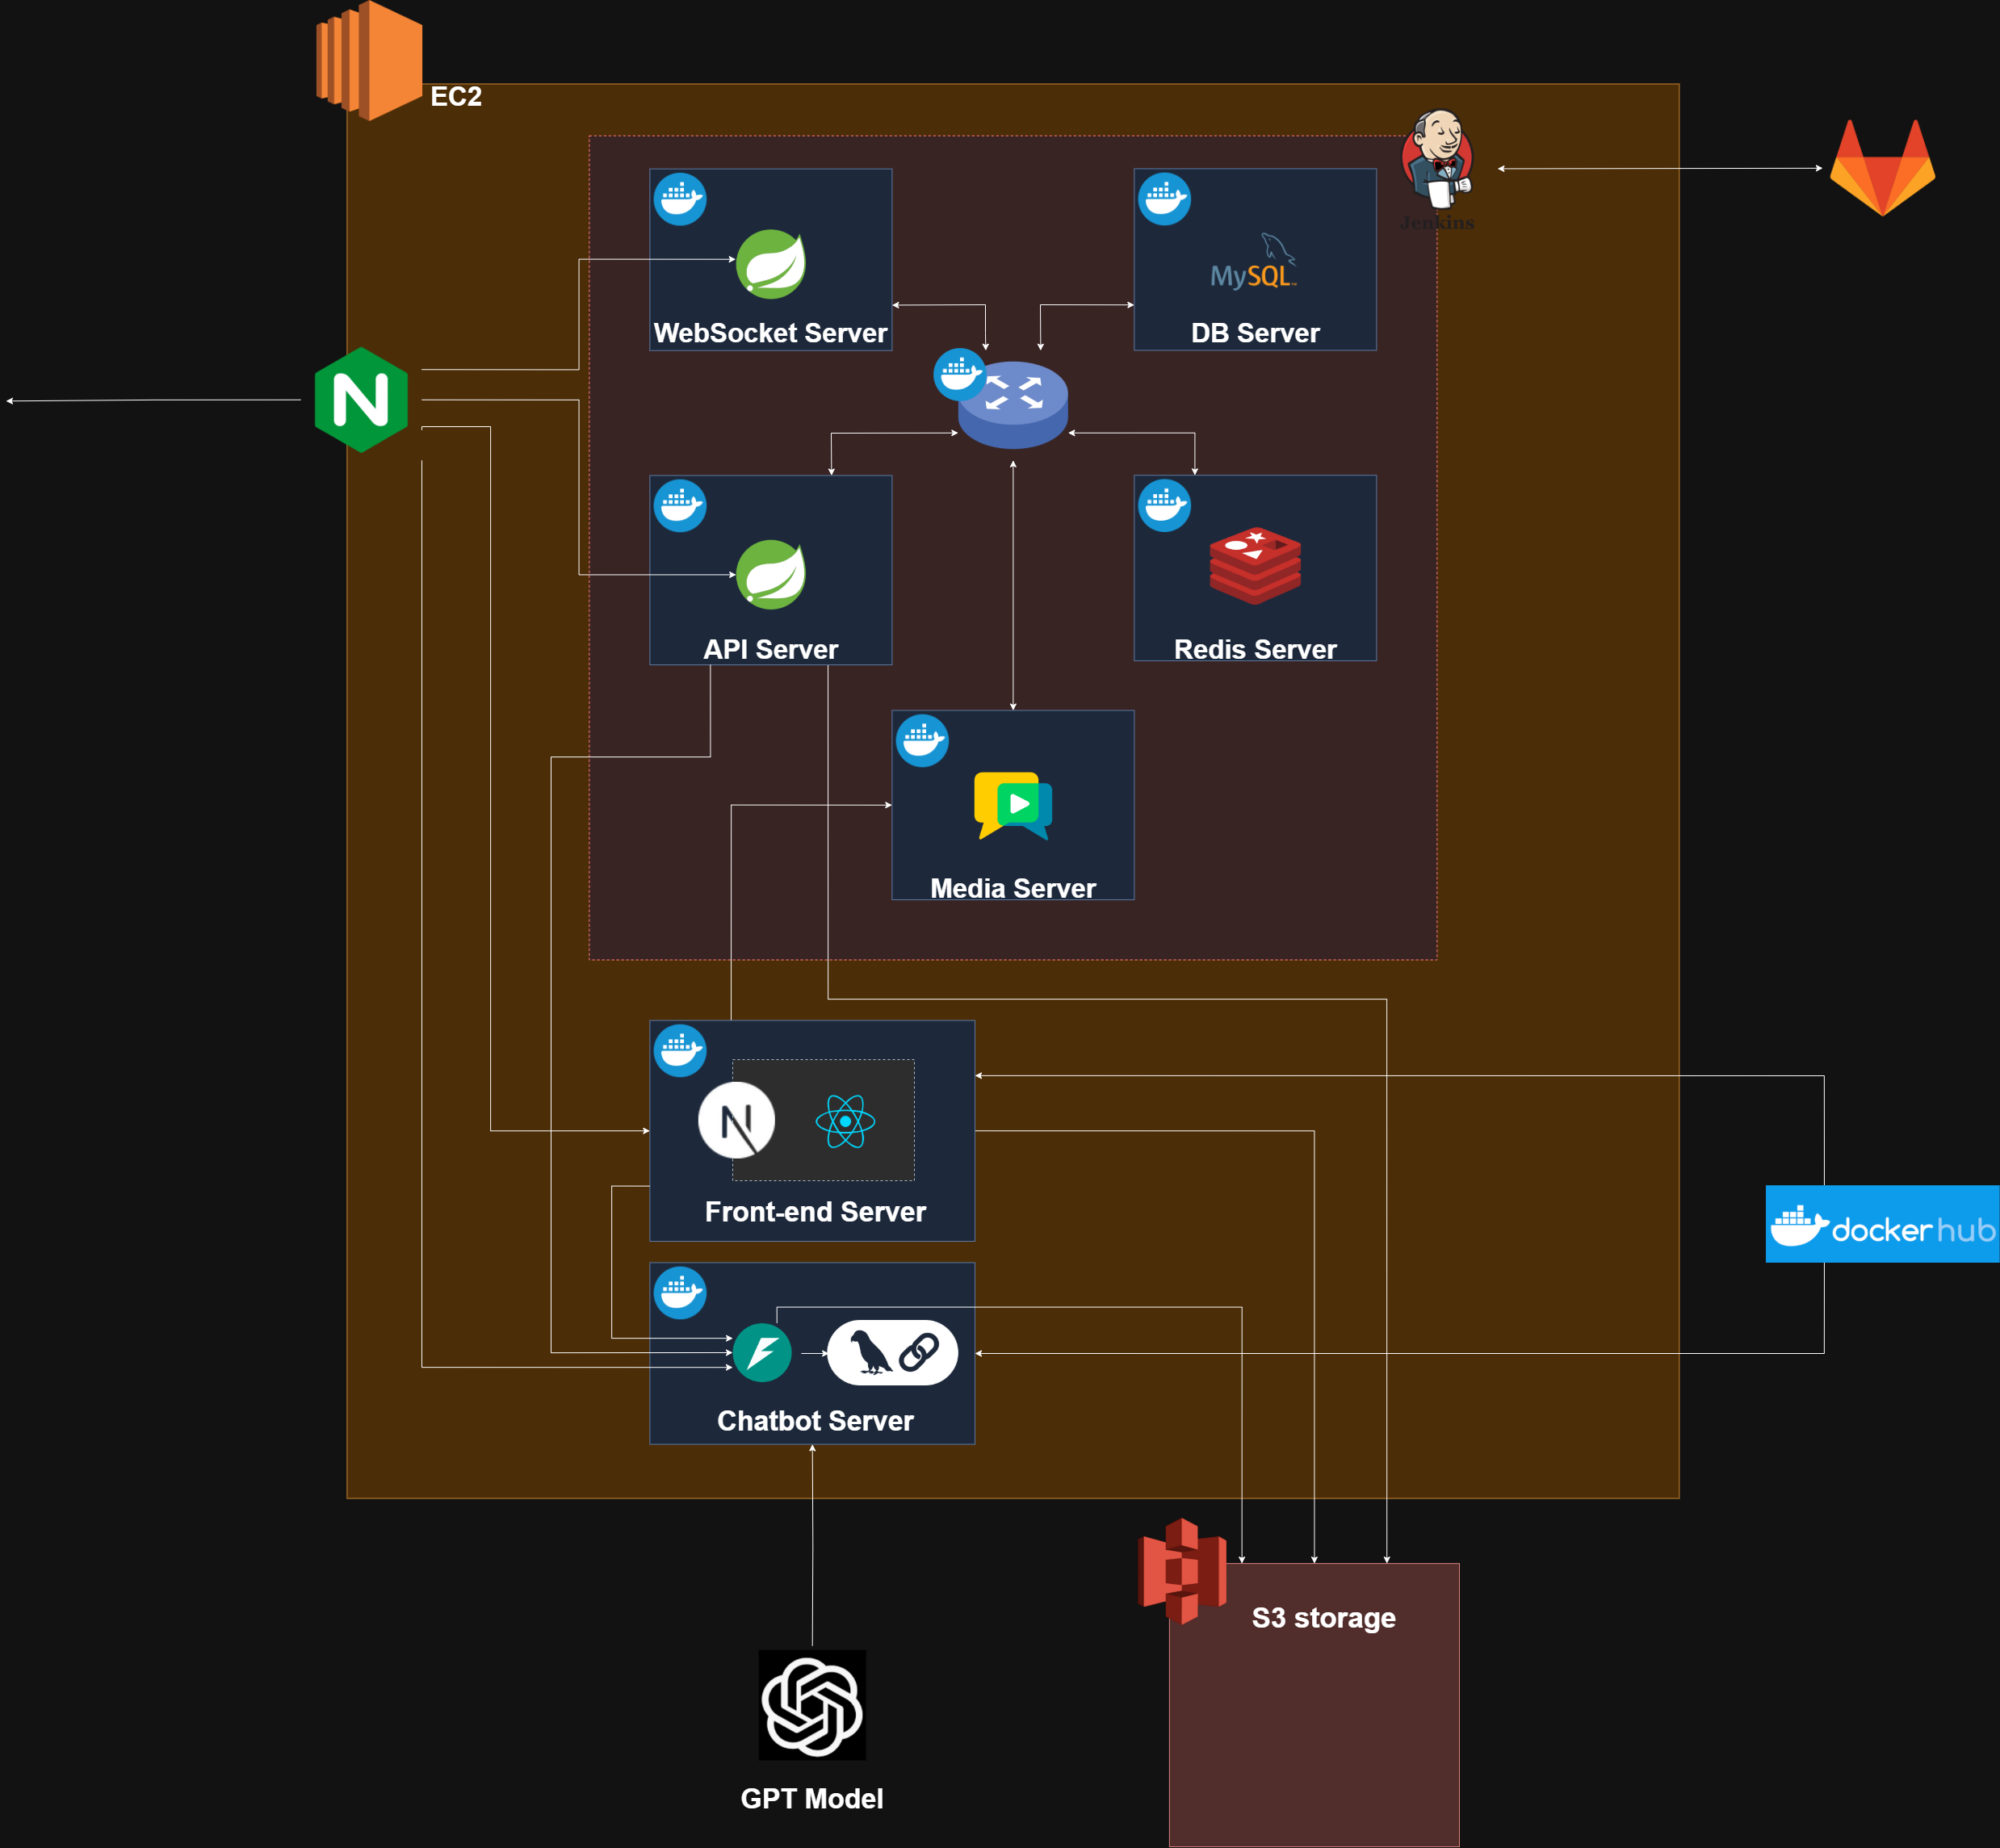 EC2
Jenkins
WebSocket Server
MySQL™
DB Server
API Server
Redis Server
Media Server
Front-end Server
docker hub
Chatbot Server
S3 storage
GPT Model